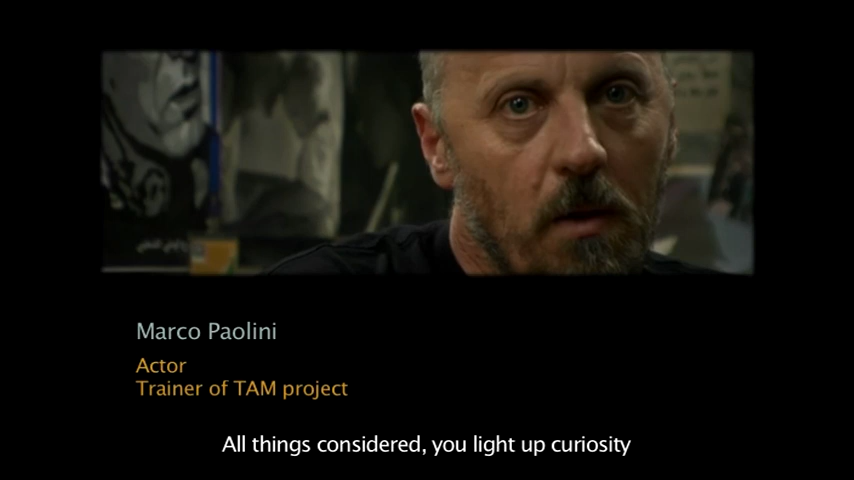 Marco Paolini
Actor
Trainer of TAM project
All things considered, you light up curiosity